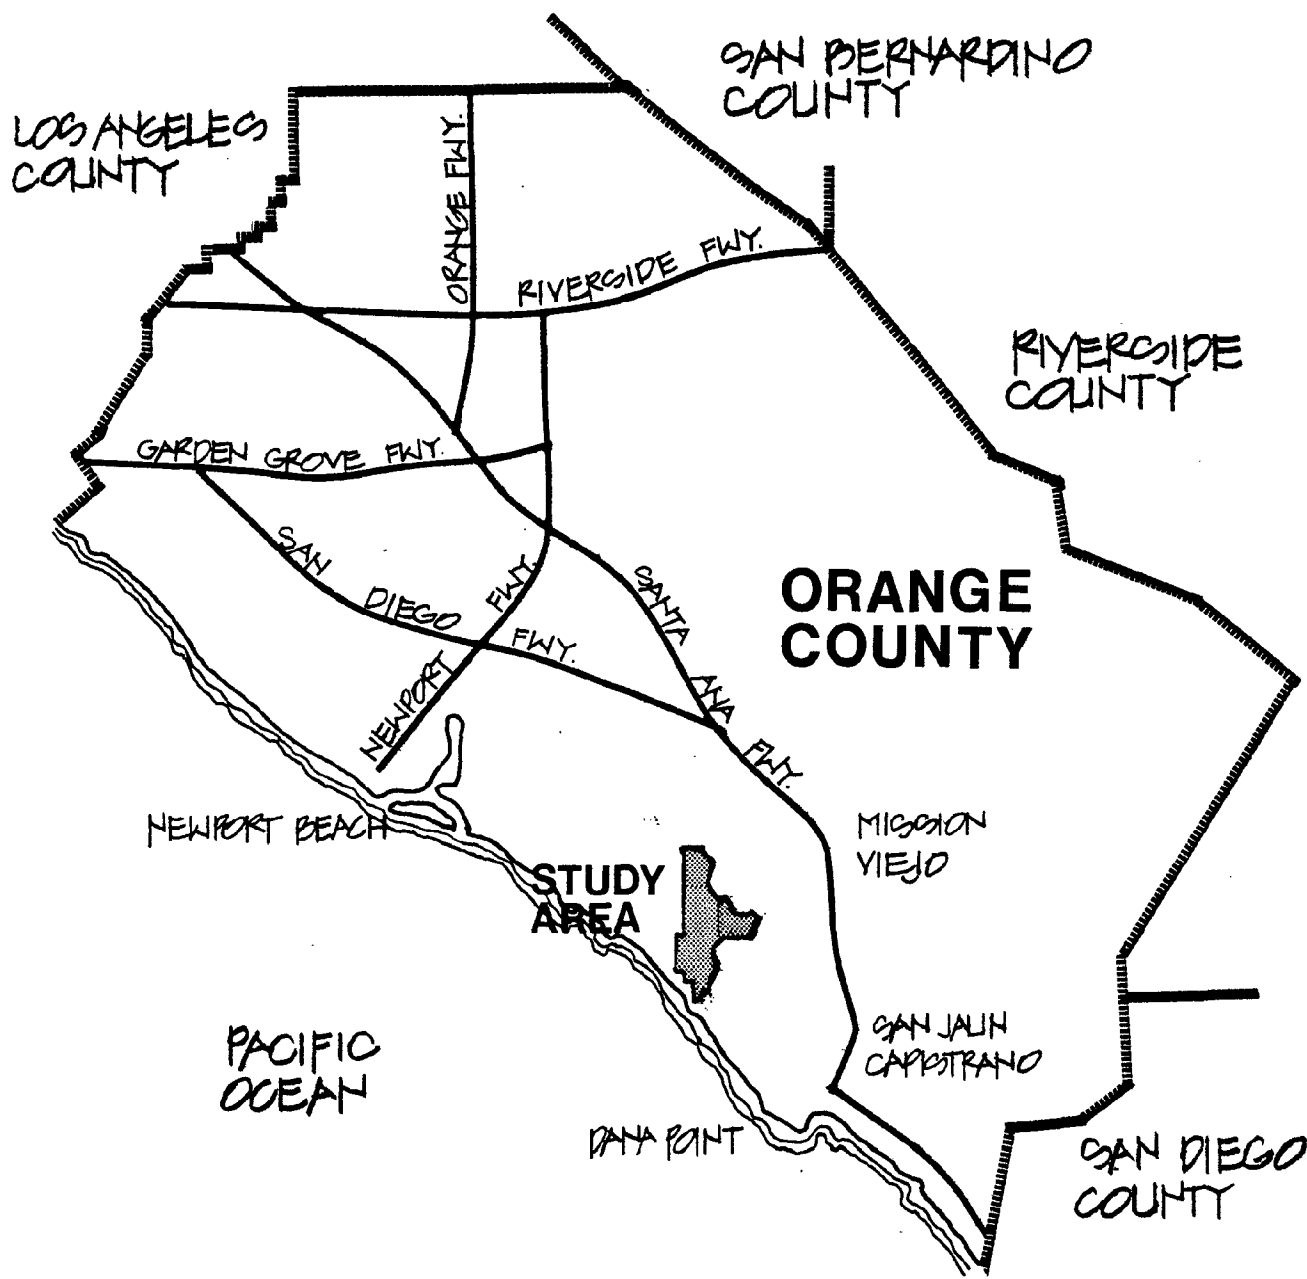 SAN BERNARDINO
COUNTY
LOS ANGELES
COUNTY
ORANGE FWY.
RIVERSIDE FWY.
RIVERSIDE
COUNTY
GARDEN GROVE FWY.
SAN DIEGO FWY.
NEWPORT FWY.
SANTA ANA FWY.
ORANGE
COUNTY
NEWPORT BEACH
MISSION
VIEJO
STUDY
AREA
SAN JUAN
CAPISTRANO
PACIFIC
OCEAN
DANA POINT
SAN DIEGO
COUNTY